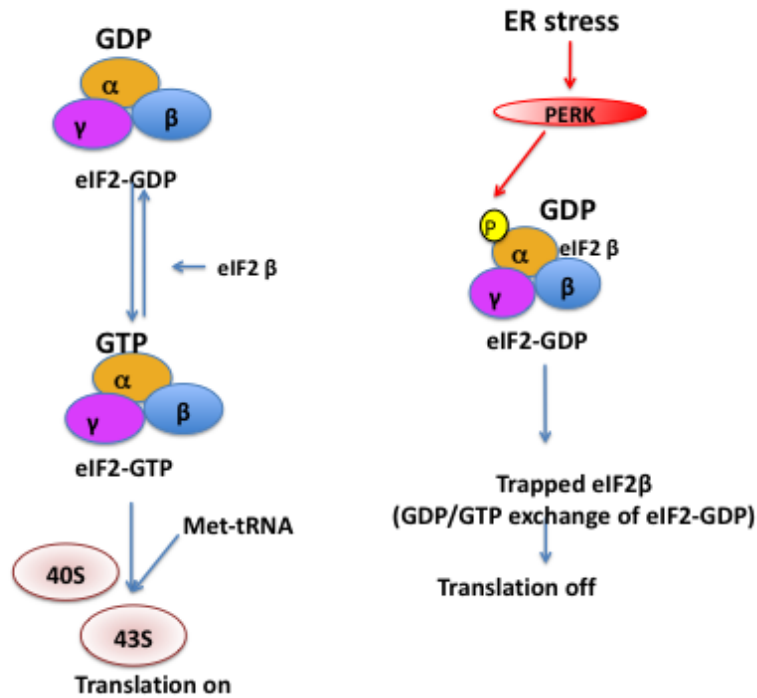 GDP
α
γ
β
eIF2-GDP
eIF2 β
GTP
α
γ
β
eIF2-GTP
Met-tRNA
40S
43S
Translation on
ER stress
PERK
GDP
P
eIF2 β
α
γ
β
eIF2-GDP
Trapped eIF2β
(GDP/GTP exchange of eIF2-GDP)
Translation off